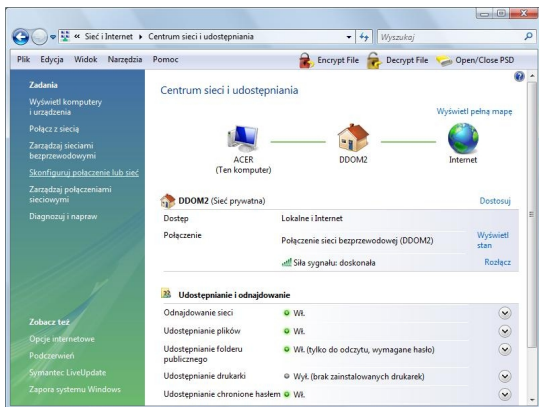 « Sieć i Internet ▸ Centrum sieci i udostępniania
Wyszukaj
Plik Edycja Widok Narzędzia Pomoc
Encrypt File Decrypt File Open/Close PSD
Zadania
Wyświetl komputery
i urządzenia
Połącz z siecią
Zarządzaj sieciami
bezprzewodowymi
Skonfiguruj połączenie lub sieć
Zarządzaj połączeniami
sieciowymi
Diagnozuj i napraw
Zobacz też
Opcje internetowe
Podczerwień
Symantec LiveUpdate
Zapora systemu Windows
Centrum sieci i udostępniania
Wyświetl pełną mapę
ACER DDOM2 Internet
(Ten komputer)
DDOM2 (Sieć prywatna) Dostosuj
Dostęp Lokalne i Internet
Połączenie Połączenie sieci bezprzewodowej (DDOM2) Wyświetl
stan
Siła sygnału: doskonała Rozłącz
Udostępnianie i odnajdowanie
Odnajdowanie sieci Wł.
Udostępnianie plików Wł.
Udostępnianie folderu Wł. (tylko do odczytu, wymagane hasło)
publicznego
Udostępnianie drukarki Wył. (brak zainstalowanych drukarek)
Udostępnianie chronione hasłem Wł.